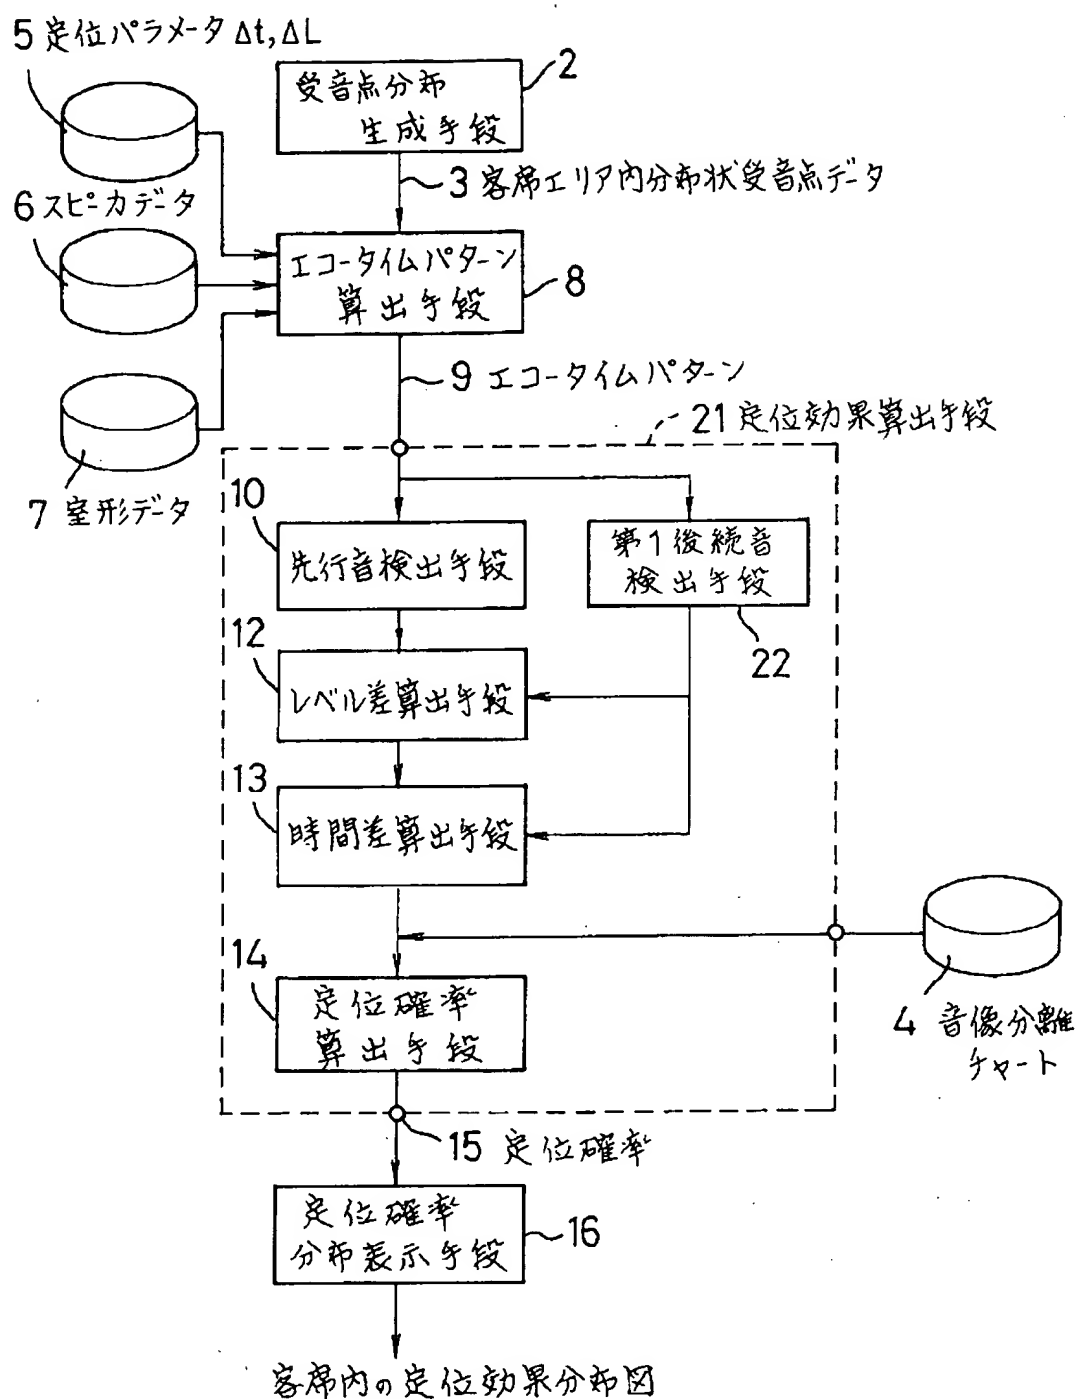 5 定位パラメータ Δt, ΔL
受音点分布
生成手段
2
3 客席エリア内分布状受音点データ
6 スピーカデータ
エコータイムパターン
算出手段
8
9 エコータイムパターン
7 室形データ
21 定位効果算出手段
10
先行音検出手段
第1後続音
検出手段
22
12
レベル差算出手段
13
時間差算出手段
14
定位確率
算出手段
4 音像分離
チャート
15 定位確率
定位確率
分布表示手段
16
客席内の定位効果分布図